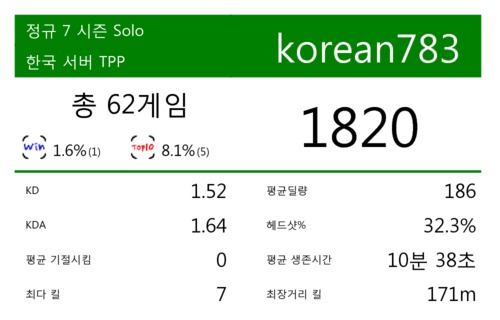 정규 7 시즌 Solo
한국 서버 TPP
korean783
총 62게임
1820
Win 1.6%(1)
Top10 8.1%(5)
KD 1.52
평균딜량 186
KDA 1.64
헤드샷% 32.3%
평균 기절시킴 0
평균 생존시간 10분 38초
최다 킬 7
최장거리 킬 171m